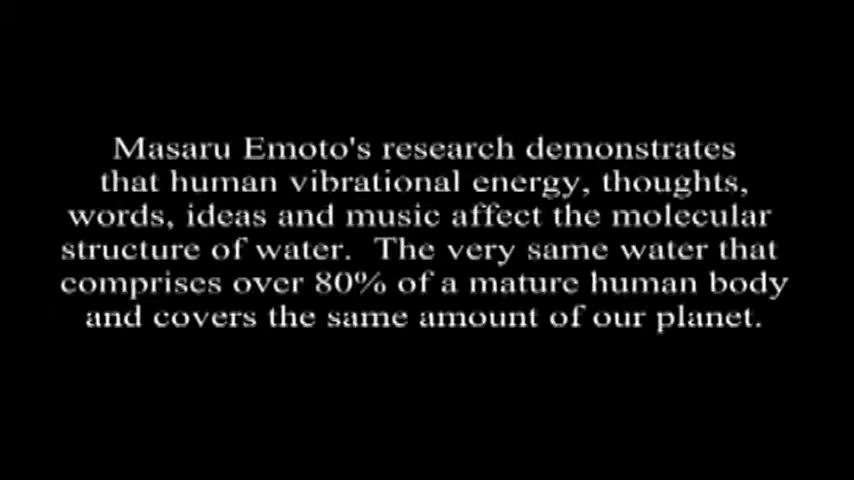 Masaru Emoto's research demonstrates
that human vibrational energy, thoughts,
words, ideas and music affect the molecular
structure of water.  The very same water that
comprises over 80% of a mature human body
and covers the same amount of our planet.